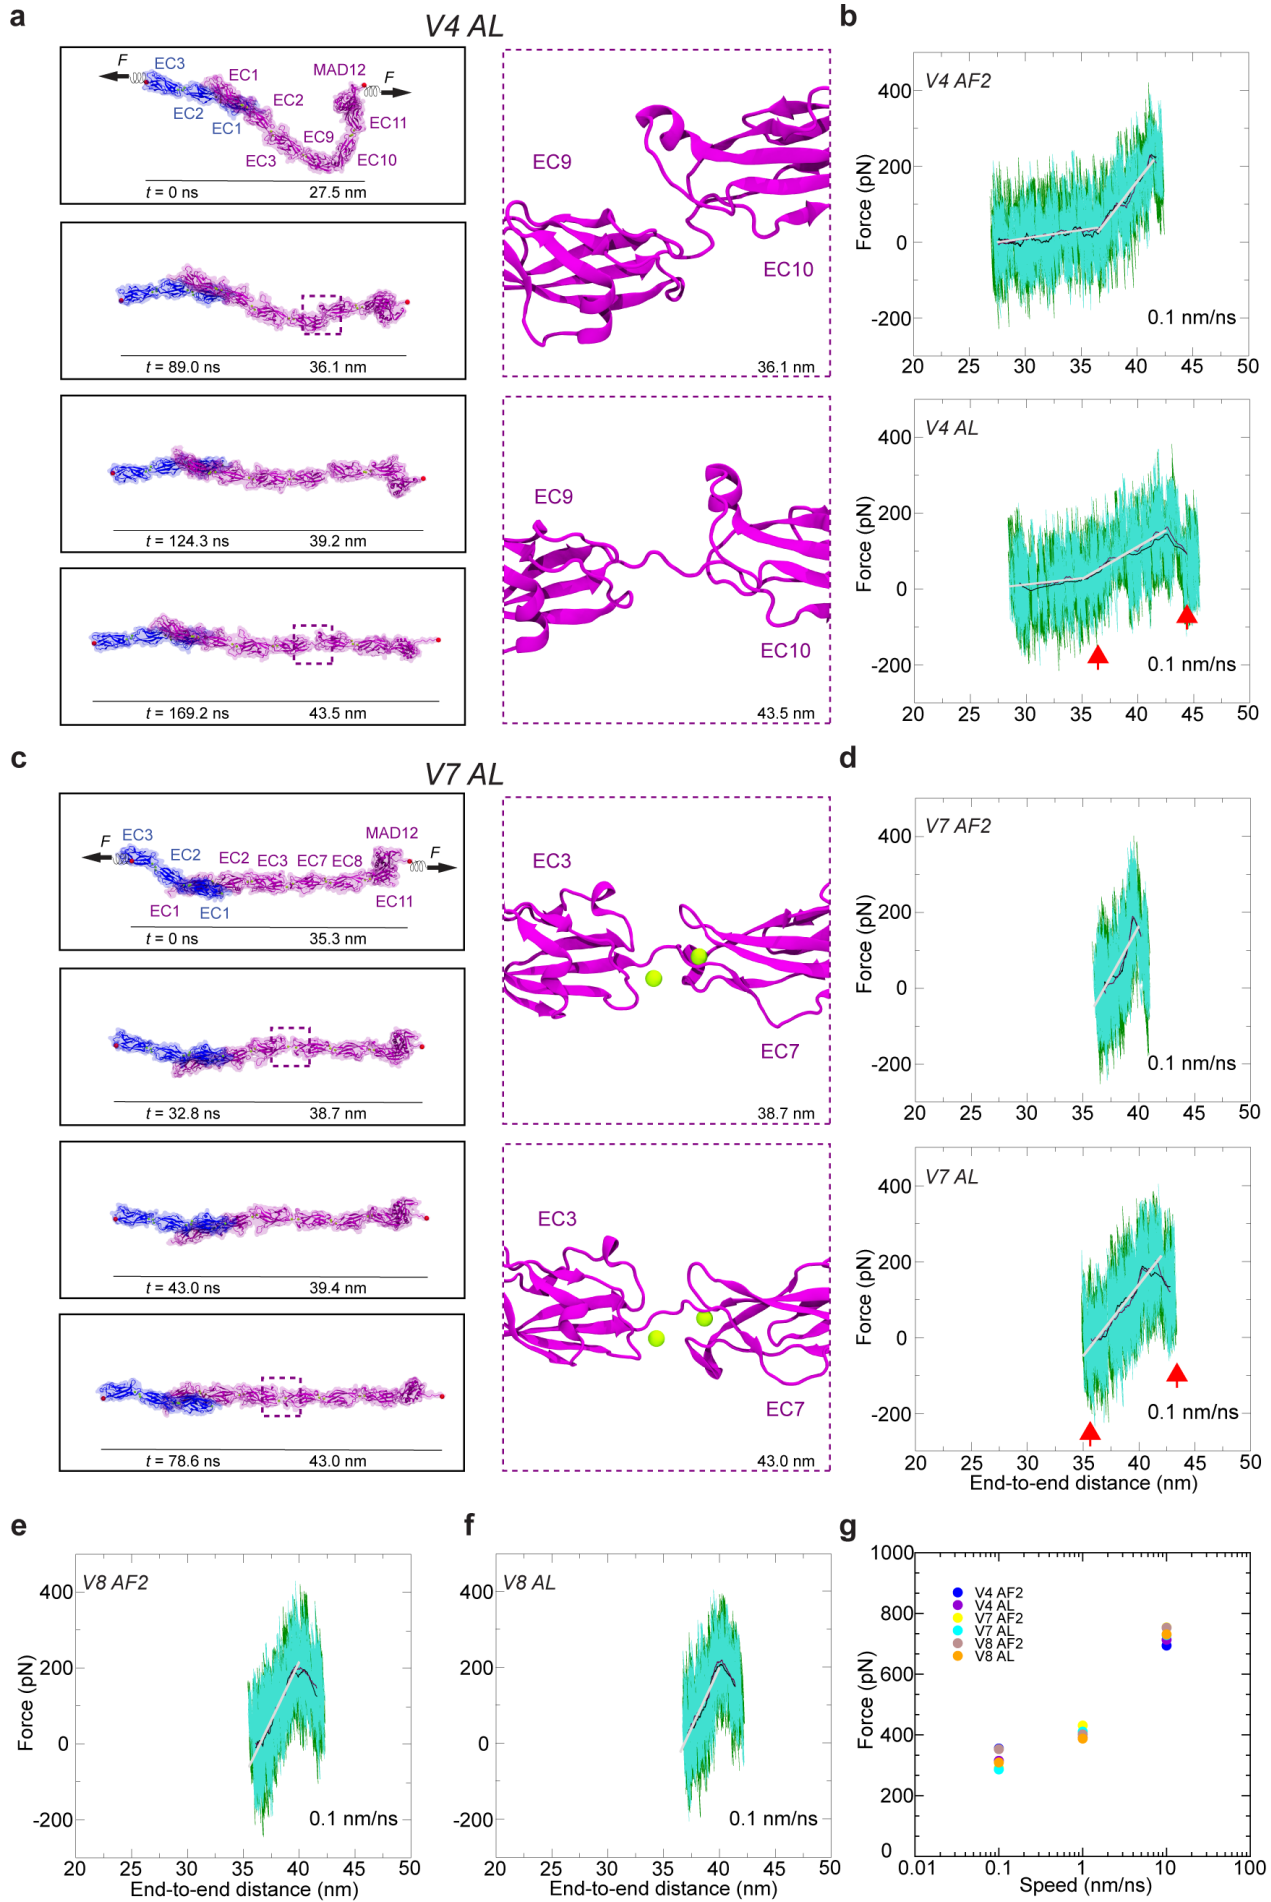 a
V4 AL
EC3
EC1
MAD12
F
F
EC2
EC2
EC1
EC11
EC9
EC3
EC10
t = 0 ns 27.5 nm
t = 89.0 ns 36.1 nm
t = 124.3 ns 39.2 nm
t = 169.2 ns 43.5 nm
EC9
EC10
36.1 nm
EC9
EC10
43.5 nm
b
V4 AF2
400
200
0
-200
Force (pN)
0.1 nm/ns
20 25 30 35 40 45 50
V4 AL
400
200
0
-200
Force (pN)
0.1 nm/ns
20 25 30 35 40 45 50
c
V7 AL
F
EC3
MAD12
F
EC2
EC2 EC3 EC7 EC8
EC1
EC1
EC11
t = 0 ns 35.3 nm
t = 32.8 ns 38.7 nm
t = 43.0 ns 39.4 nm
t = 78.6 ns 43.0 nm
EC3
EC7
38.7 nm
EC3
EC7
43.0 nm
d
V7 AF2
400
200
0
-200
Force (pN)
0.1 nm/ns
20 25 30 35 40 45 50
V7 AL
400
200
0
-200
Force (pN)
0.1 nm/ns
20 25 30 35 40 45 50
End-to-end distance (nm)
e
V8 AF2
400
200
0
-200
Force (pN)
0.1 nm/ns
20 25 30 35 40 45 50
End-to-end distance (nm)
f
V8 AL
400
200
0
-200
Force (pN)
0.1 nm/ns
20 25 30 35 40 45 50
End-to-end distance (nm)
g
1000
800
600
400
200
0
Force (pN)
V4 AF2
V4 AL
V7 AF2
V7 AL
V8 AF2
V8 AL
0.01 0.1 1 10 100
Speed (nm/ns)